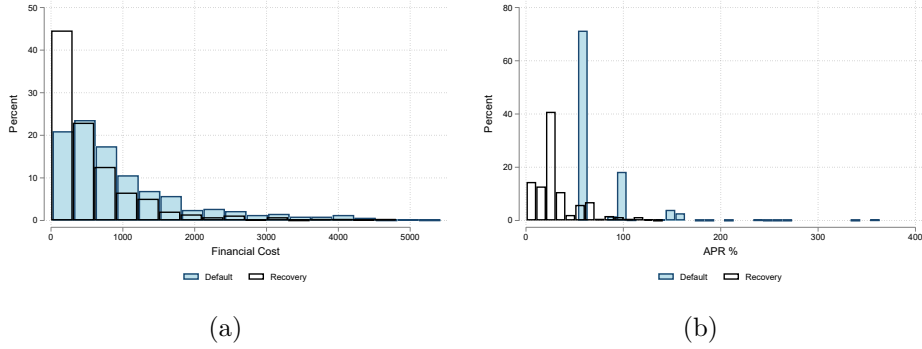 50
40
30
20
10
0
Percent
0 1000 2000 3000 4000 5000
Financial Cost
Default Recovery
(a)
80
60
40
20
0
Percent
0 100 200 300 400
APR %
Default Recovery
(b)